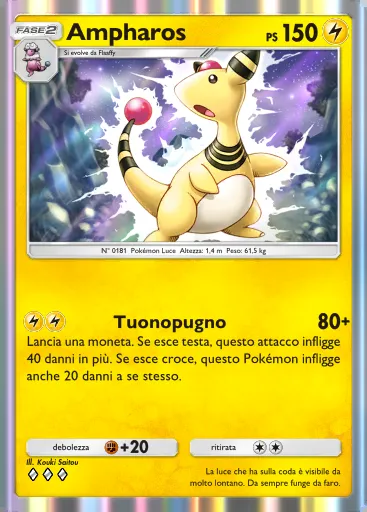 FASE 2
Ampharos
PS 150
Si evolve da Flaaffy
N° 0181 Pokémon Luce Altezza: 1,4 m Peso: 61,5 kg
Tuonopugno 80+
Lancia una moneta. Se esce testa, questo attacco infligge
40 danni in più. Se esce croce, questo Pokémon infligge
anche 20 danni a se stesso.
debolezza +20 ritirata
Ill. Kouki Saitou
La luce che ha sulla coda è visibile da
molto lontano. Da sempre funge da faro.